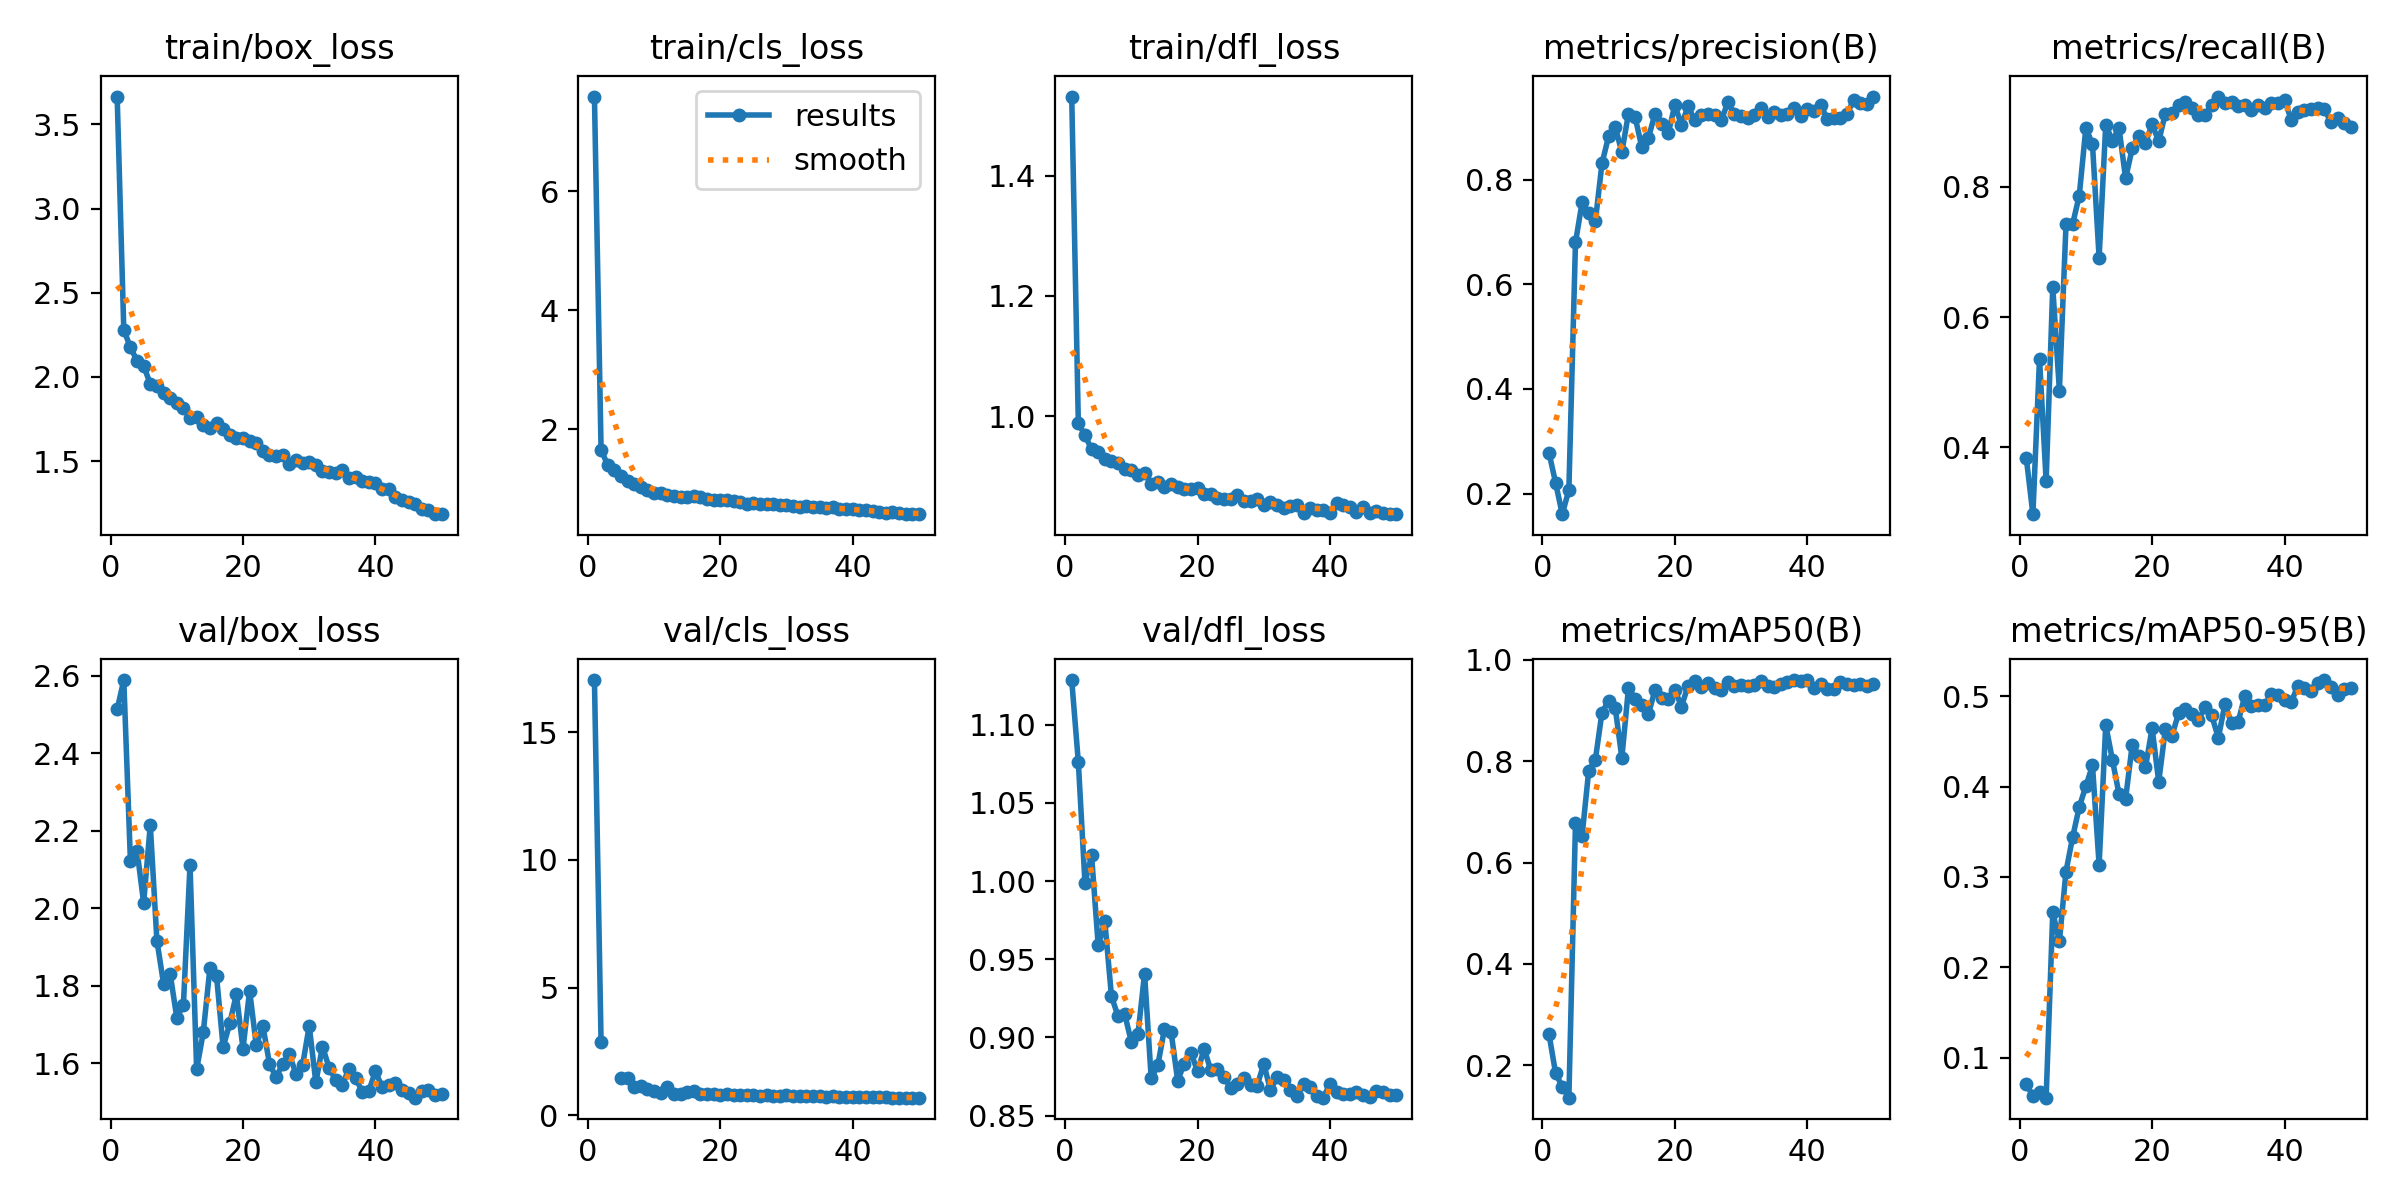 train/box_loss
3.5
3.0
2.5
2.0
1.5
0 20 40
train/cls_loss
results
smooth
6
4
2
0 20 40
train/dfl_loss
1.4
1.2
1.0
0 20 40
metrics/precision(B)
0.8
0.6
0.4
0.2
0 20 40
metrics/recall(B)
0.8
0.6
0.4
0 20 40
val/box_loss
2.6
2.4
2.2
2.0
1.8
1.6
0 20 40
val/cls_loss
15
10
5
0
0 20 40
val/dfl_loss
1.10
1.05
1.00
0.95
0.90
0.85
0 20 40
metrics/mAP50(B)
1.0
0.8
0.6
0.4
0.2
0 20 40
metrics/mAP50-95(B)
0.5
0.4
0.3
0.2
0.1
0 20 40